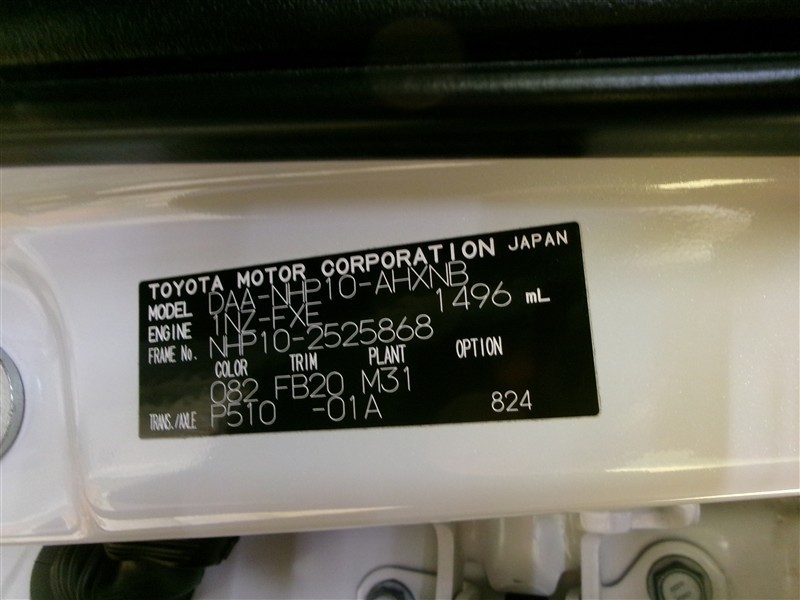 TOYOTA MOTOR CORPORATION JAPAN
MODEL DAA-NHP10-AHXNB
ENGINE 1NZ-FXE 1496 mL
FRAME No. NHP10-2525868
COLOR TRIM PLANT OPTION
082 FB20 M31
TRANS./AXLE P510 -01A 824